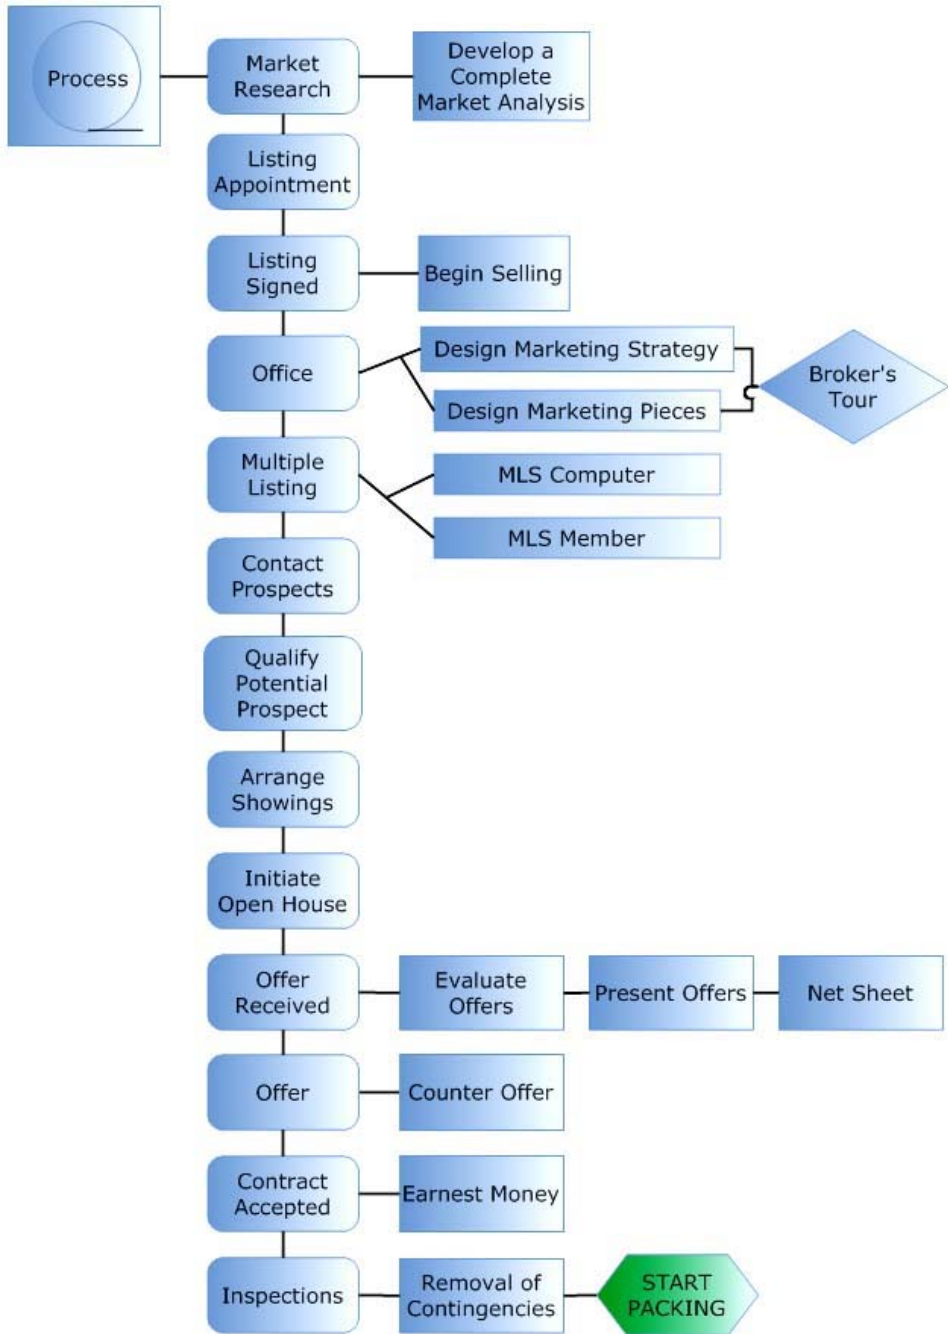 Process
Market
Research
Develop a
Complete
Market Analysis
Listing
Appointment
Listing
Signed
Begin Selling
Office
Design Marketing Strategy
Design Marketing Pieces
Broker's
Tour
Multiple
Listing
MLS Computer
MLS Member
Contact
Prospects
Qualify
Potential
Prospect
Arrange
Showings
Initiate
Open House
Offer
Received
Evaluate
Offers
Present Offers
Net Sheet
Offer
Counter Offer
Contract
Accepted
Earnest Money
Inspections
Removal of
Contingencies
START
PACKING